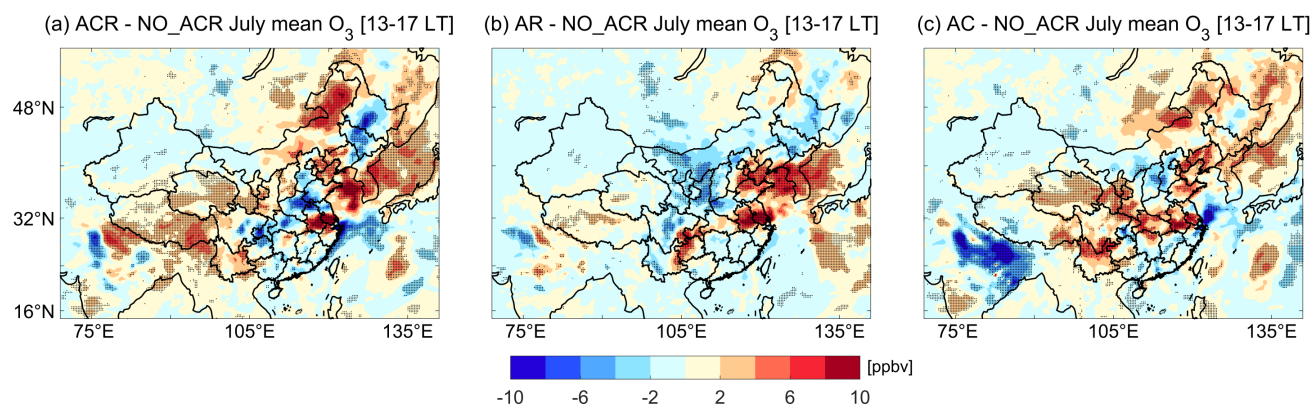 (a) ACR - NO_ACR July mean O3 [13-17 LT]
(b) AR - NO_ACR July mean O3 [13-17 LT]
(c) AC - NO_ACR July mean O3 [13-17 LT]
48°N
32°N
16°N
75°E 105°E 135°E
75°E 105°E 135°E
75°E 105°E 135°E
[ppbv]
-10 -6 -2 2 6 10